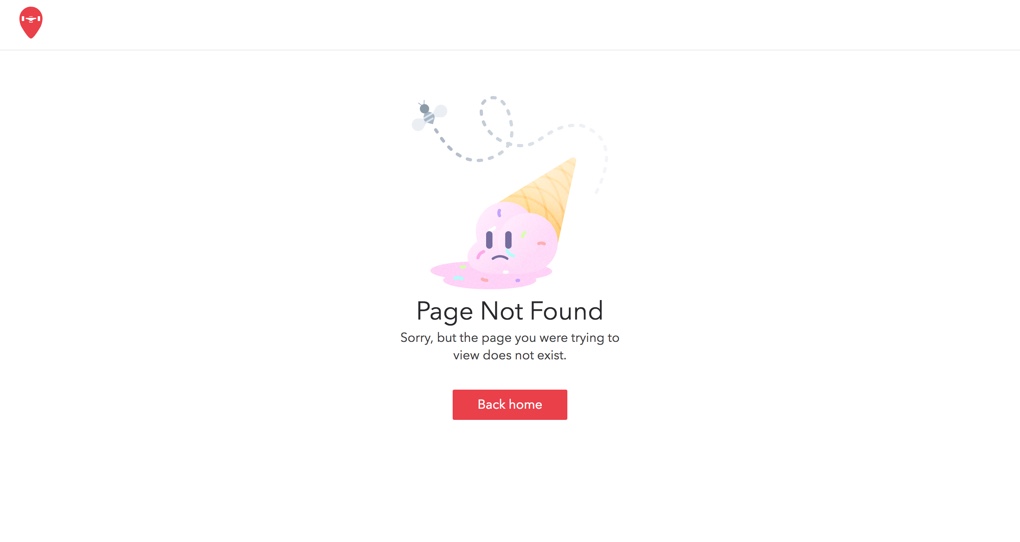 Page Not Found
Sorry, but the page you were trying to
view does not exist.
Back home